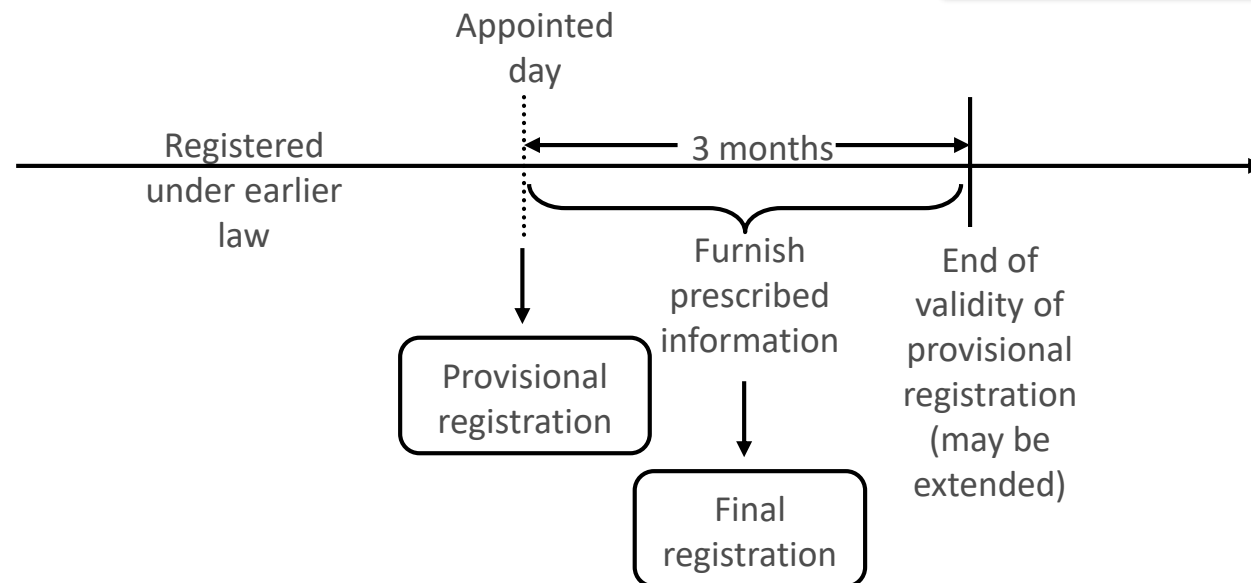 Appointed
day
Registered
under earlier
law
3 months
Furnish
prescribed
information
End of
validity of
provisional
registration
(may be
extended)
Provisional
registration
Final
registration